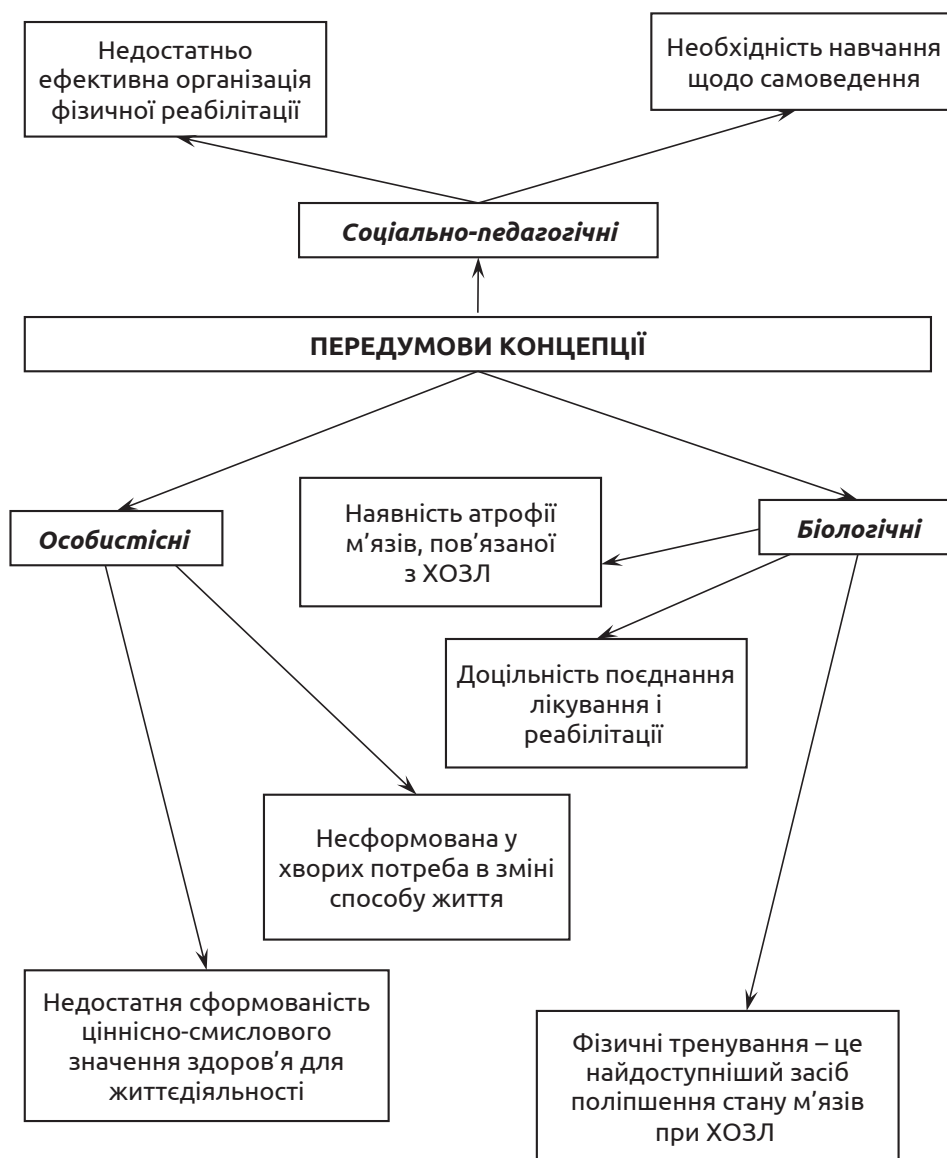 Недостатньо
ефективна організація
фізичної реабілітації
Необхідність навчання
щодо самоведення
Соціально-педагогічні
ПЕРЕДУМОВИ КОНЦЕПЦІЇ
Особистісні
Наявність атрофії
м’язів, пов’язаної
з ХОЗЛ
Біологічні
Доцільність поєднання
лікування і
реабілітації
Несформована у
хворих потреба в зміні
способу життя
Недостатня сформованість
ціннісно-смислового
значення здоров’я для
життєдіяльності
Фізичні тренування – це
найдоступніший засіб
поліпшення стану м’язів
при ХОЗЛ